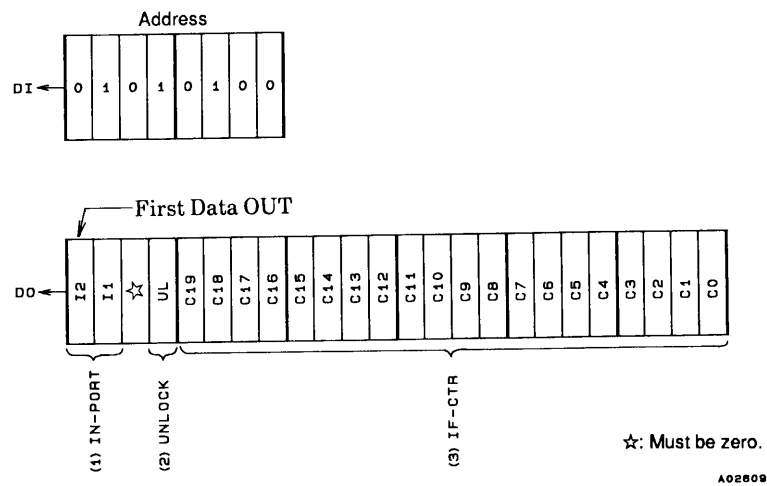 Address
DI 0 1 0 1 0 1 0 0
First Data OUT
DO I2 I1 ☆ UL C19 C18 C17 C16 C15 C14 C13 C12 C11 C10 C9 C8 C7 C6 C5 C4 C3 C2 C1 C0
(1) IN-PORT
(2) UNLOCK
(3) IF-CTR
☆: Must be zero.
A02609